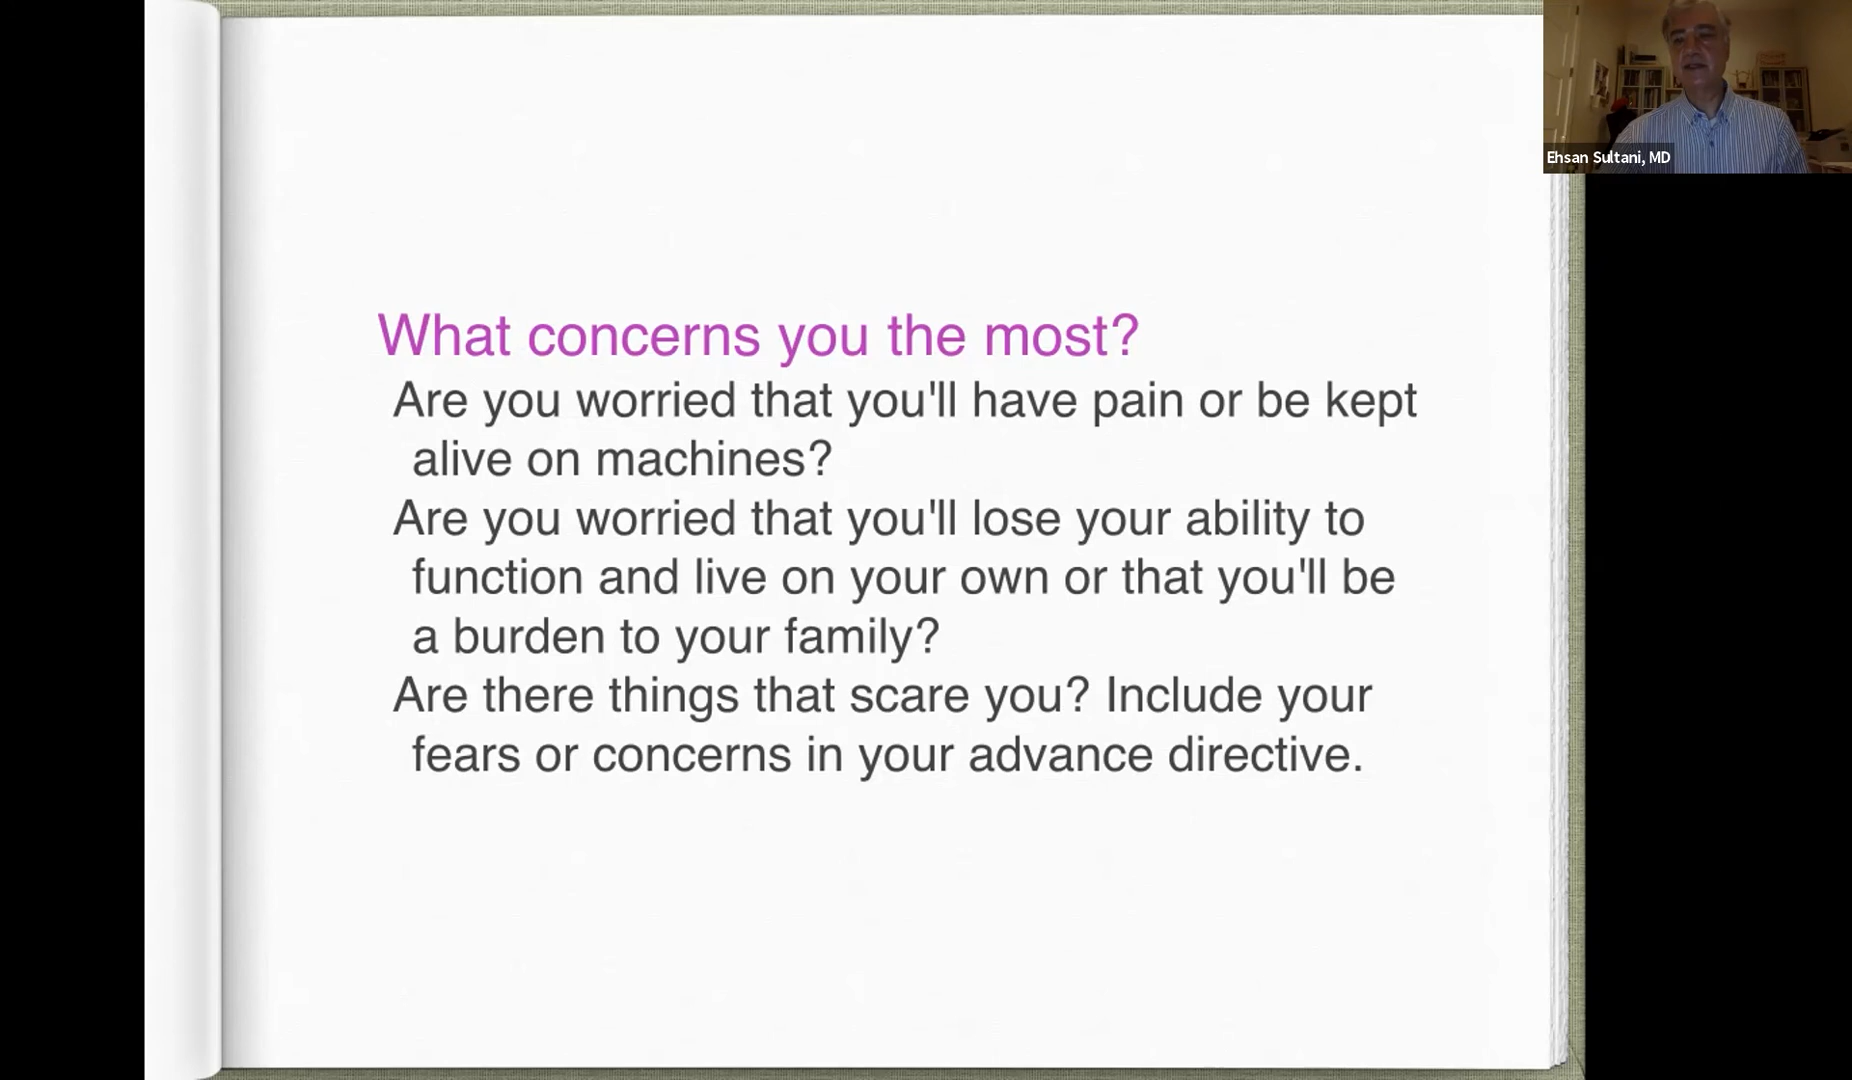 What concerns you the most?
Are you worried that you'll have pain or be kept
alive on machines?
Are you worried that you'll lose your ability to
function and live on your own or that you'll be
a burden to your family?
Are there things that scare you? Include your
fears or concerns in your advance directive.
Ehsan Sultani, MD